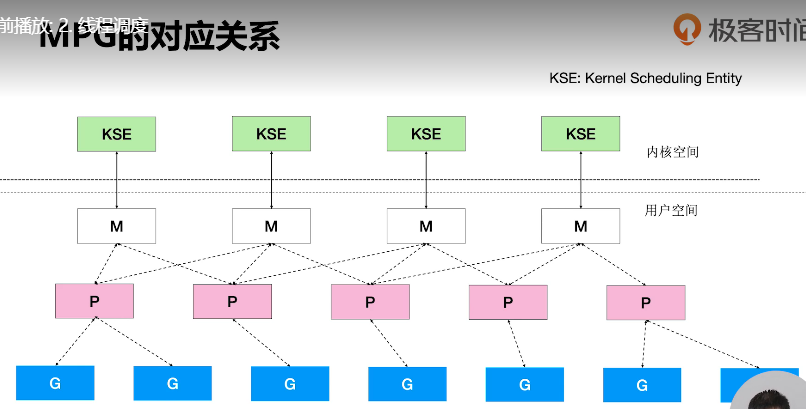 前播放: 2. 线程调度
MPG的对应关系
极客时间
KSE: Kernel Scheduling Entity
KSE KSE KSE KSE
内核空间
用户空间
M M M M
P P P P P
G G G G G G